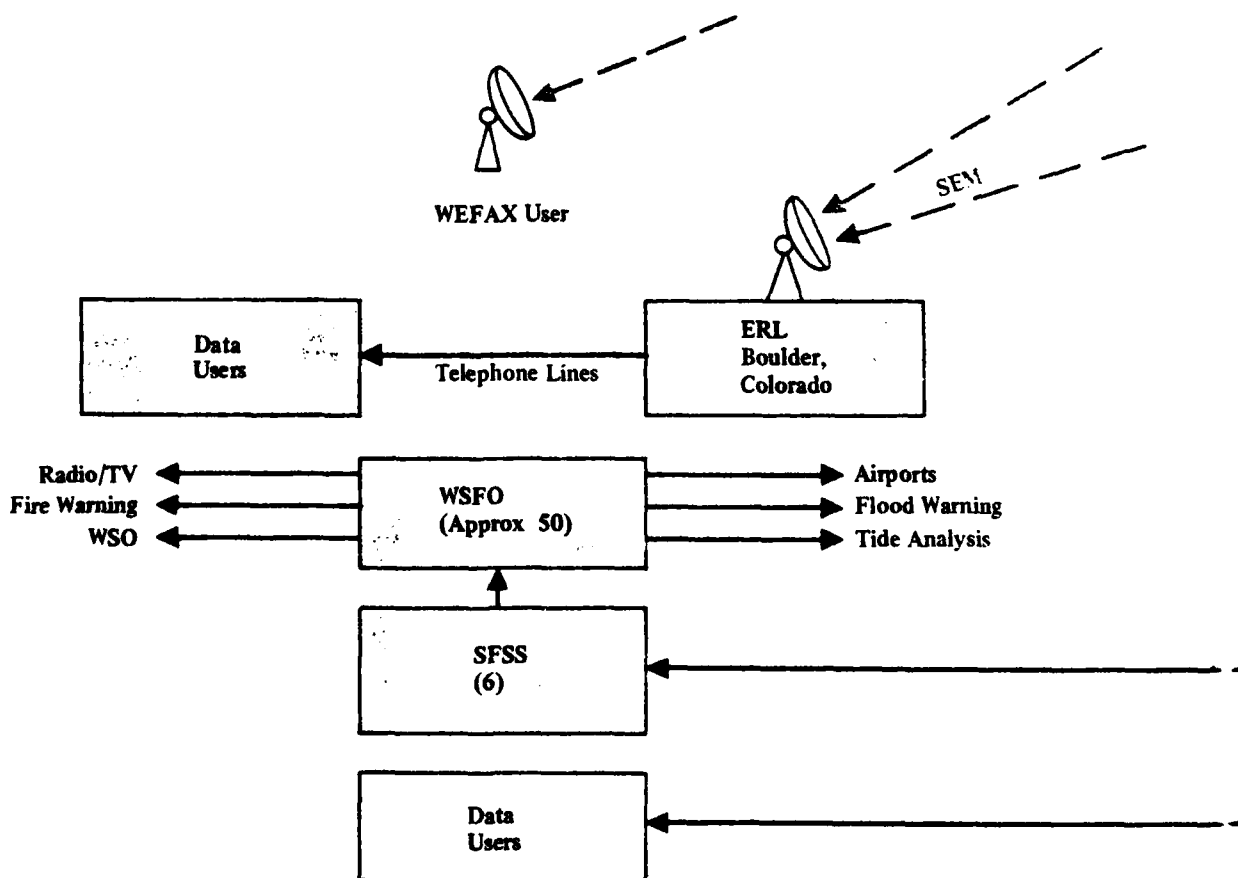 SEM
WEFAX User
Data
Users
Telephone Lines
ERL
Boulder,
Colorado
Radio/TV
Fire Warning
WSO
WSFO
(Approx 50)
Airports
Flood Warning
Tide Analysis
SFSS
(6)
Data
Users